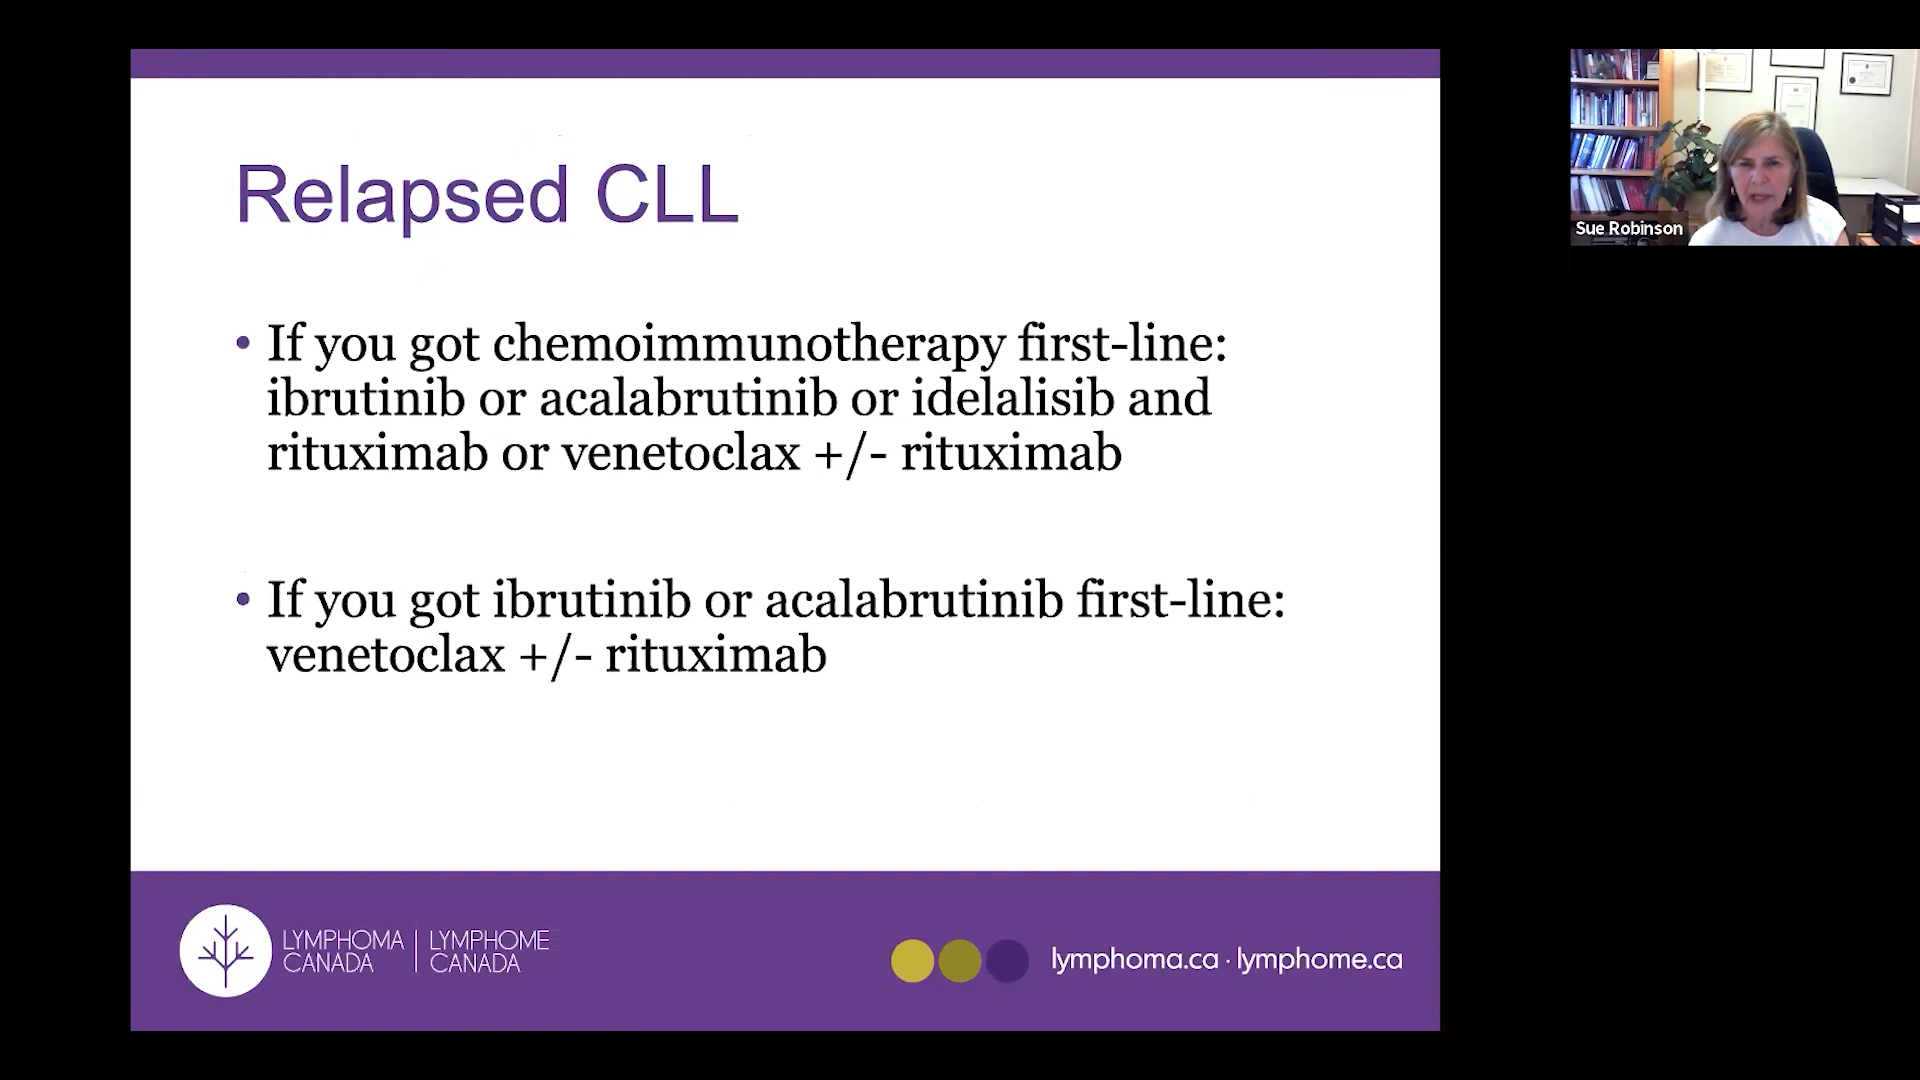 Relapsed CLL
• If you got chemoimmunotherapy first-line:
ibrutinib or acalabrutinib or idelalisib and
rituximab or venetoclax +/- rituximab
• If you got ibrutinib or acalabrutinib first-line:
venetoclax +/- rituximab
LYMPHOMA CANADA | LYMPHOME CANADA
lymphoma.ca · lymphome.ca
Sue Robinson